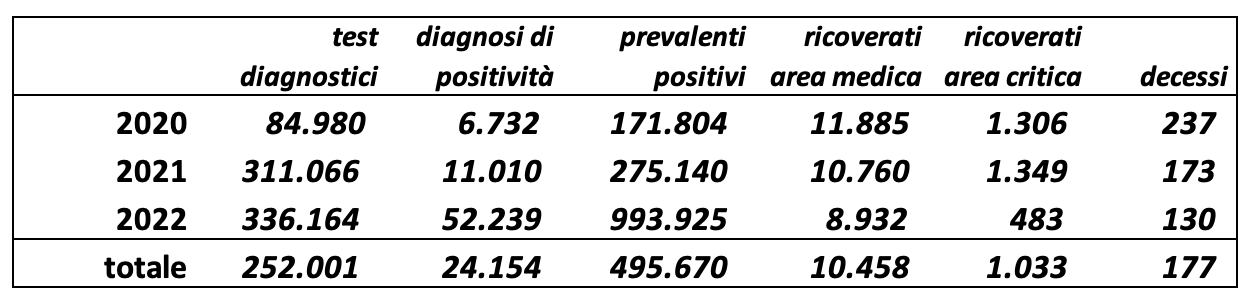 test diagnosi di prevalenti ricoverati ricoverati
diagnostici positività positivi area medica area critica decessi
2020 84.980 6.732 171.804 11.885 1.306 237
2021 311.066 11.010 275.140 10.760 1.349 173
2022 336.164 52.239 993.925 8.932 483 130
totale 252.001 24.154 495.670 10.458 1.033 177